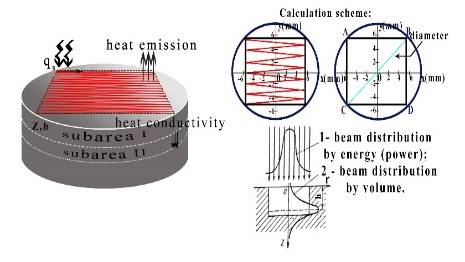 Calculation scheme:
y(mm)
y(mm)
heat emission
qs
A
B
diameter
x(mm)
x(mm)
C
D
heat conductivity
Z,h
subarea I
subarea II
1- beam distribution
by energy (power);
2 - beam distribution
by volume.
r
h
z